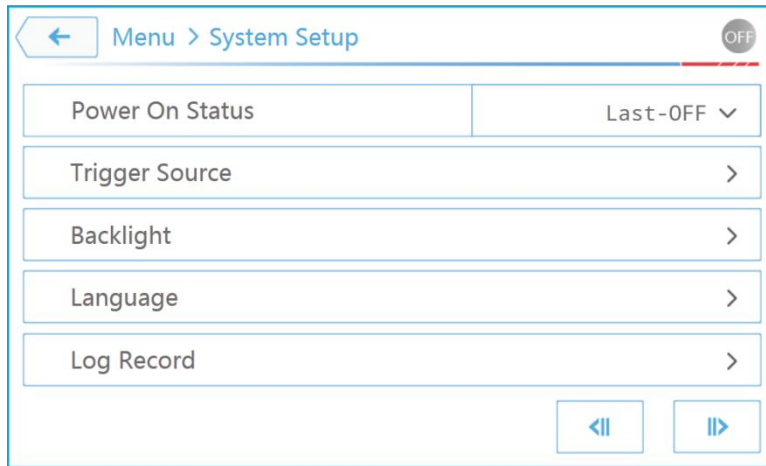 Menu > System Setup
OFF
Power On Status Last-OFF
Trigger Source
Backlight
Language
Log Record